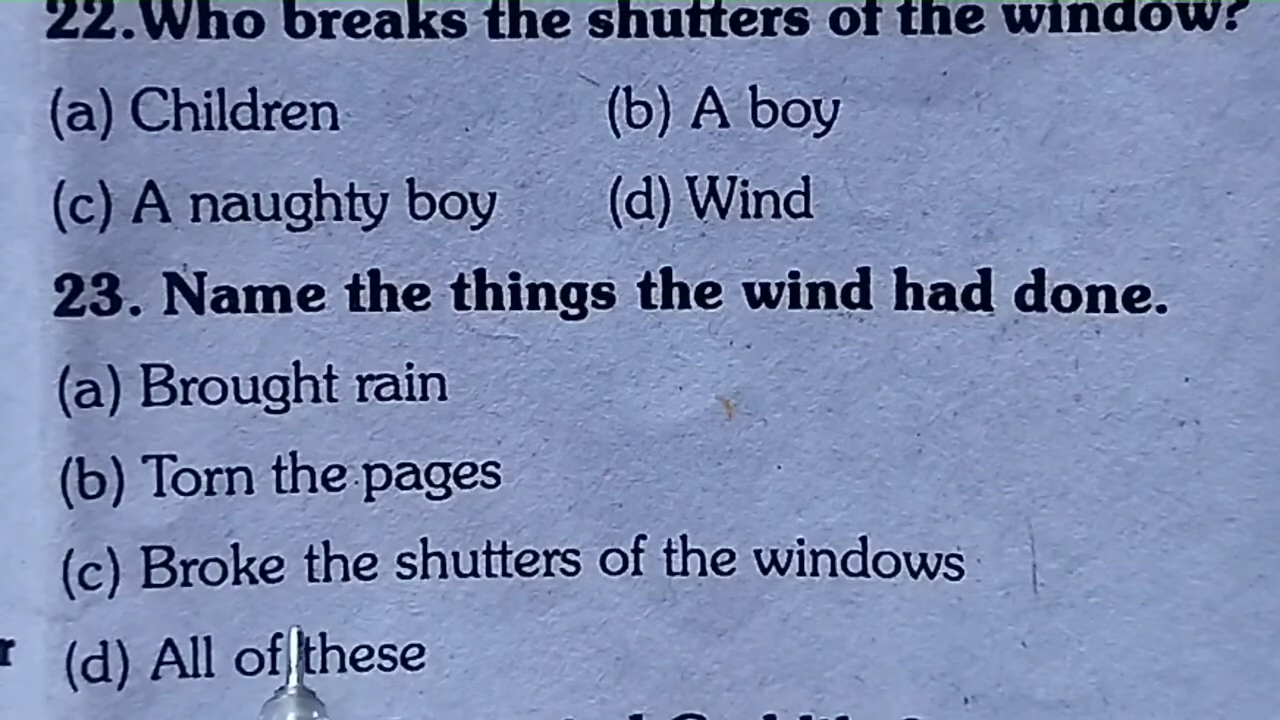 22.Who breaks the shutters of the window?
(a) Children (b) A boy
(c) A naughty boy (d) Wind
23. Name the things the wind had done.
(a) Brought rain
(b) Torn the pages
(c) Broke the shutters of the windows
r (d) All of these